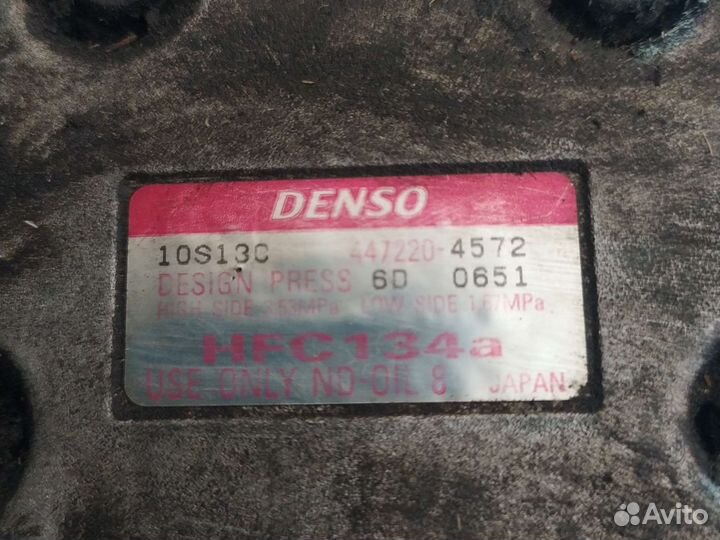 DENSO
10S13C 447220-4572
DESIGN PRESS 6D 0651
HIGH SIDE 3.53MPa LOW SIDE 1.67MPa
HFC134a
USE ONLY ND-OIL 8 JAPAN
Avito